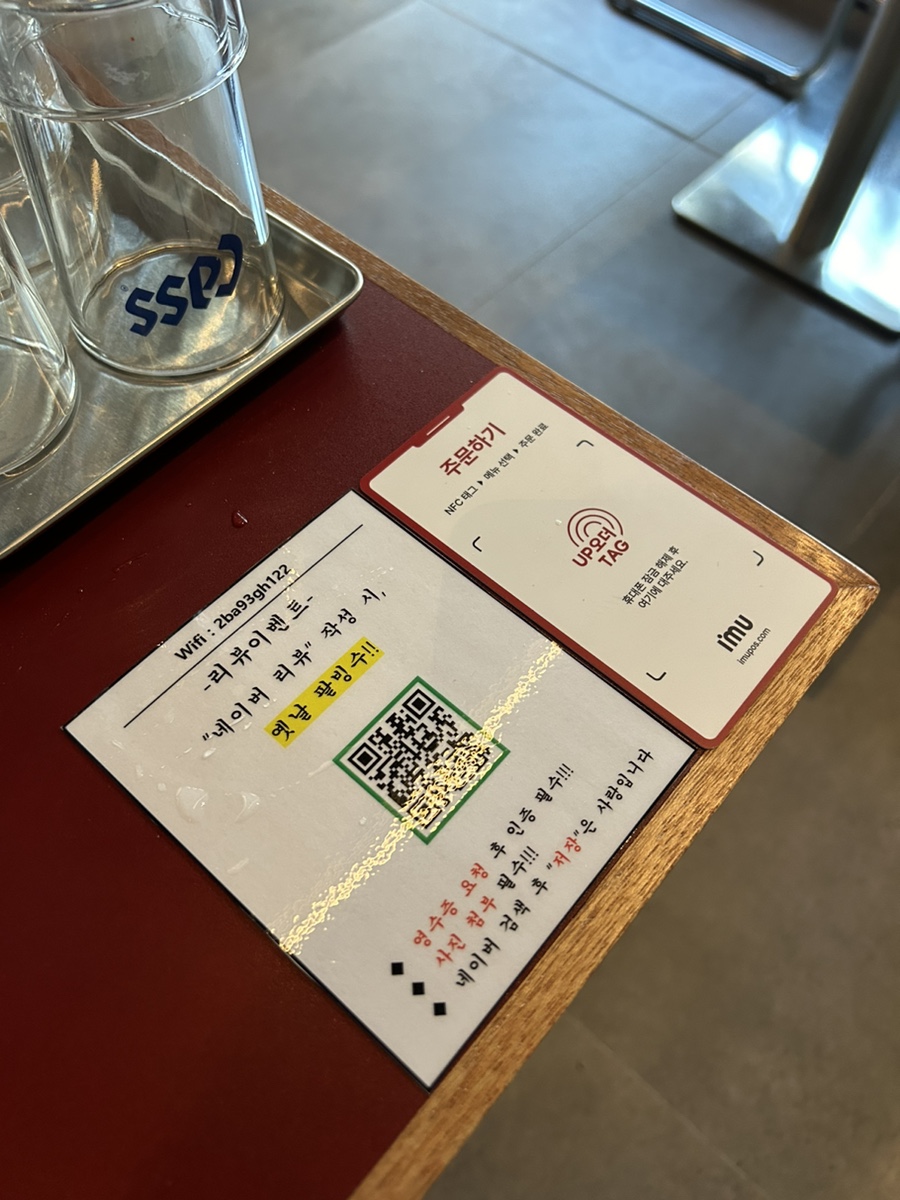 cass
주문하기
NFC 태그 ▶ 메뉴 선택 ▶ 주문 완료
UP오더
TAG
휴대폰 잠금 해제 후
여기에 대주세요.
imu
imupos.com
Wifi : 2ba93gh122
-리뷰이벤트-
"네이버 리뷰" 작성 시,
옛날 팥빙수!!
◆ 영수증 요청 후 인증 필수!!!
◆ 사진 첨부 필수!!!
◆ 네이버 검색 후 "저장"은 사랑입니다